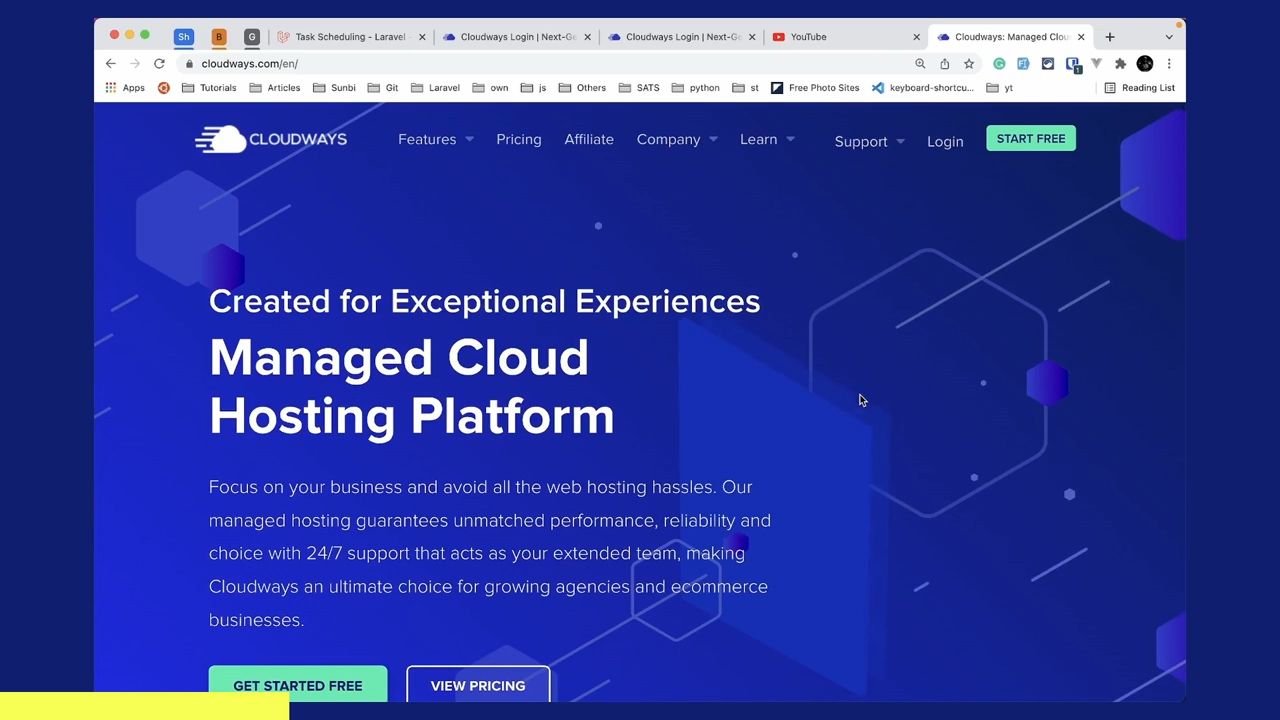 Sh
B
G
Task Scheduling - Laravel
Cloudways Login | Next-Ge
Cloudways Login | Next-Ge
YouTube
Cloudways: Managed Clou
cloudways.com/en/
1
Apps
Tutorials
Articles
Sunbi
Git
Laravel
own
js
Others
SATS
python
st
Free Photo Sites
keyboard-shortcu...
yt
Reading List
CLOUDWAYS
Features
Pricing
Affiliate
Company
Learn
Support
Login
START FREE
Created for Exceptional Experiences
Managed Cloud
Hosting Platform
Focus on your business and avoid all the web hosting hassles. Our
managed hosting guarantees unmatched performance, reliability and
choice with 24/7 support that acts as your extended team, making
Cloudways an ultimate choice for growing agencies and ecommerce
businesses.
GET STARTED FREE
VIEW PRICING